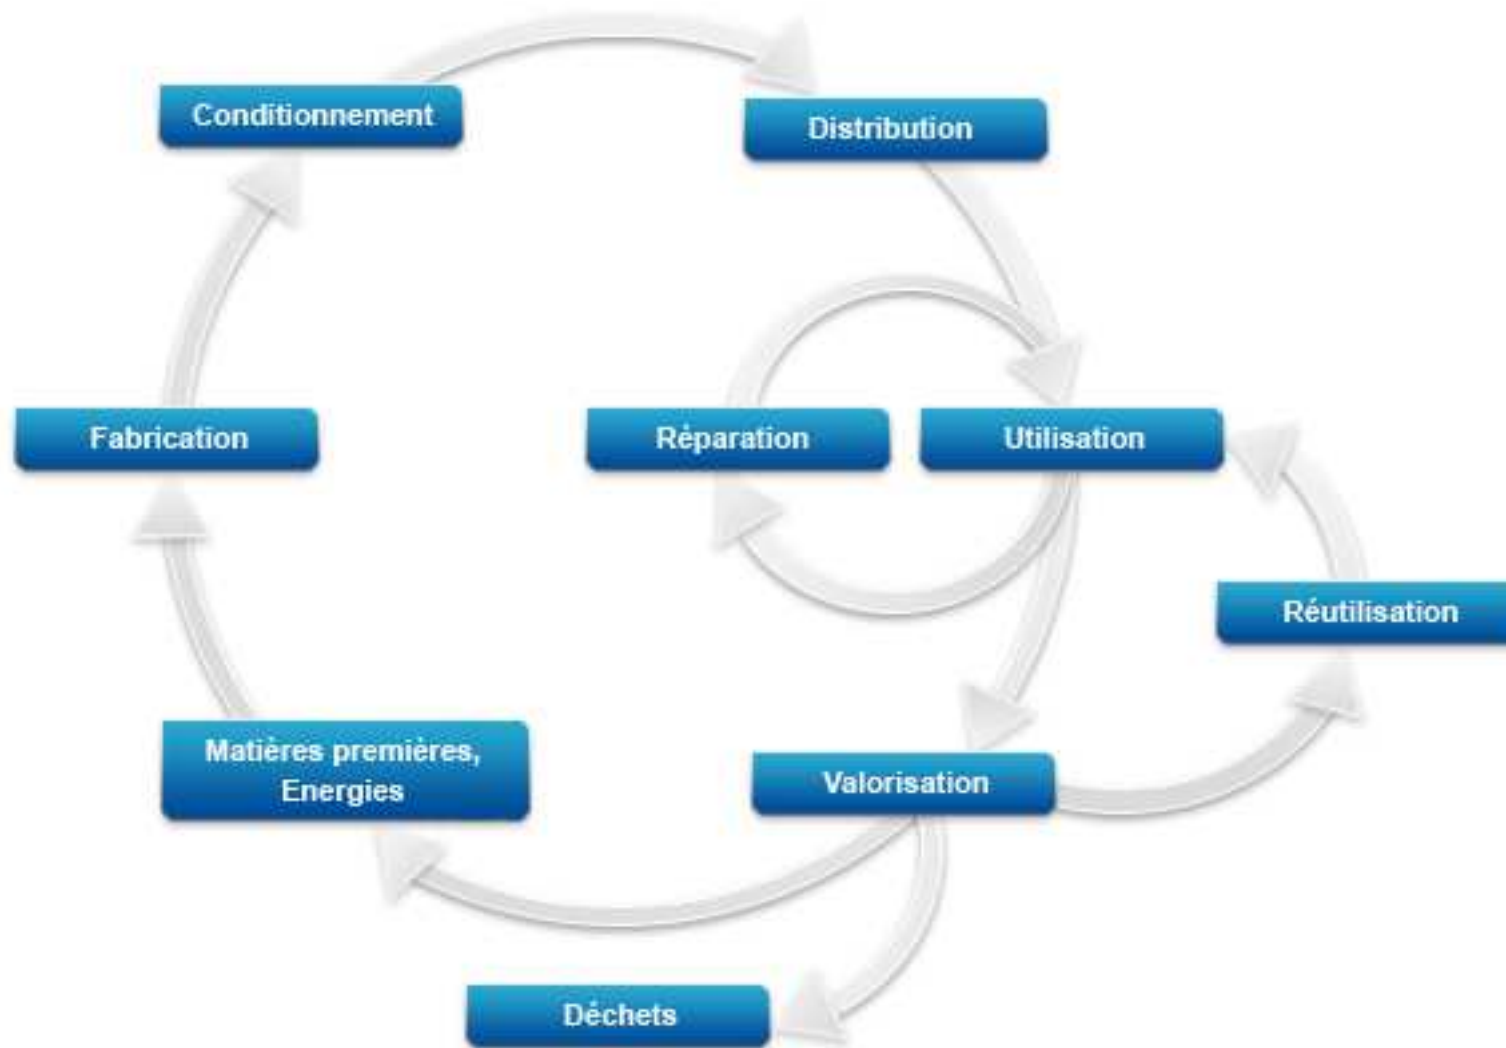 Conditionnement
Distribution
Fabrication
Réparation
Utilisation
Réutilisation
Matières premières,
Energies
Valorisation
Déchets